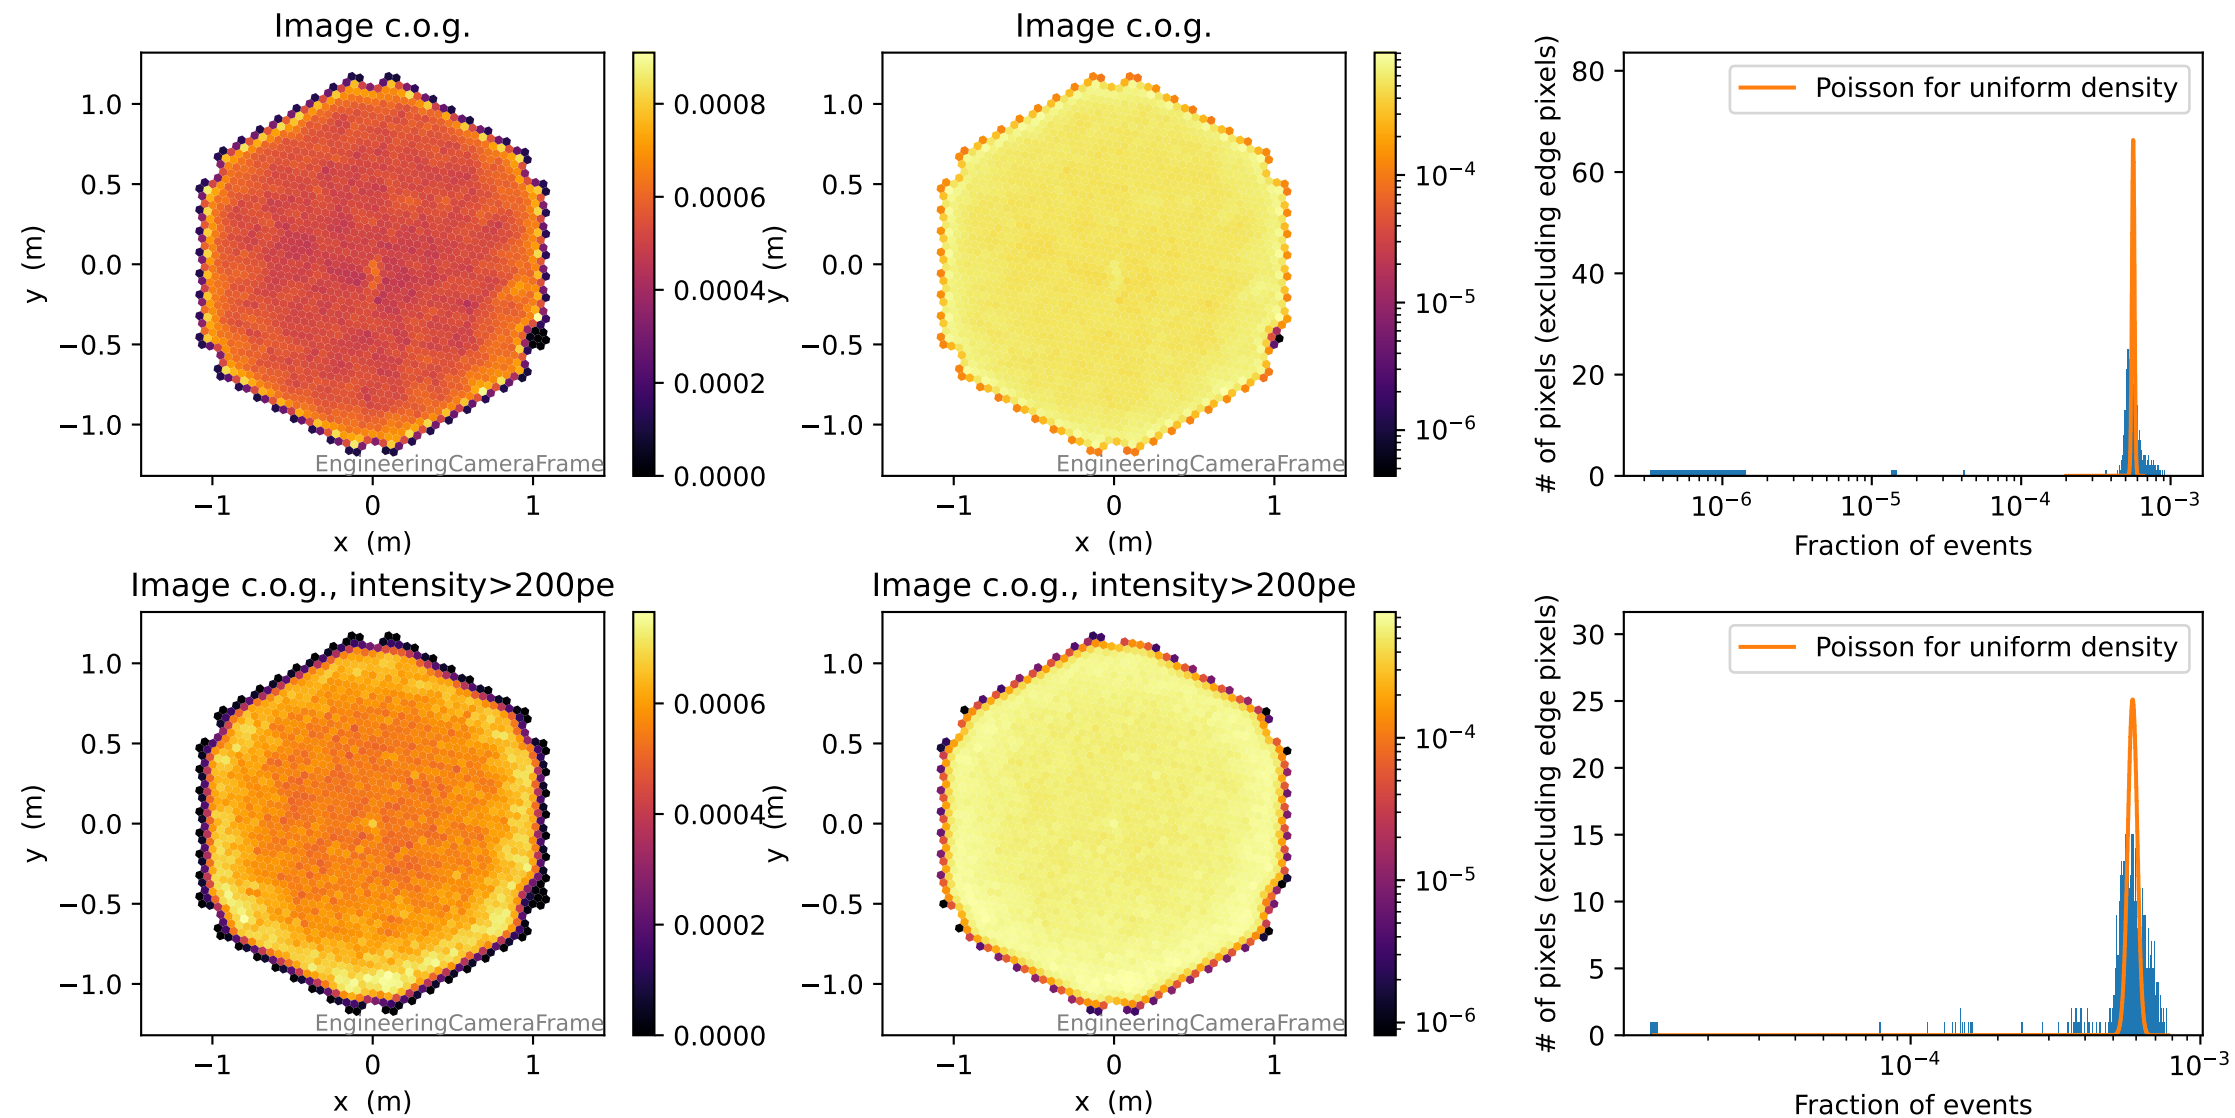 Image c.o.g.
y (m)
1.0
0.5
0.0
−0.5
−1.0
−1
0
1
x (m)
EngineeringCameraFrame
0.0008
0.0006
0.0004
0.0002
0.0000
Image c.o.g.
y (m)
1.0
0.5
0.0
−0.5
−1.0
−1
0
1
x (m)
EngineeringCameraFrame
10⁻⁴
10⁻⁵
10⁻⁶
# of pixels (excluding edge pixels)
80
60
40
20
0
Poisson for uniform density
10⁻⁶
10⁻⁵
10⁻⁴
10⁻³
Fraction of events
Image c.o.g., intensity>200pe
y (m)
1.0
0.5
0.0
−0.5
−1.0
−1
0
1
x (m)
EngineeringCameraFrame
0.0006
0.0004
0.0002
0.0000
Image c.o.g., intensity>200pe
y (m)
1.0
0.5
0.0
−0.5
−1.0
−1
0
1
x (m)
EngineeringCameraFrame
10⁻⁴
10⁻⁵
10⁻⁶
# of pixels (excluding edge pixels)
30
25
20
15
10
5
0
Poisson for uniform density
10⁻⁴
10⁻³
Fraction of events